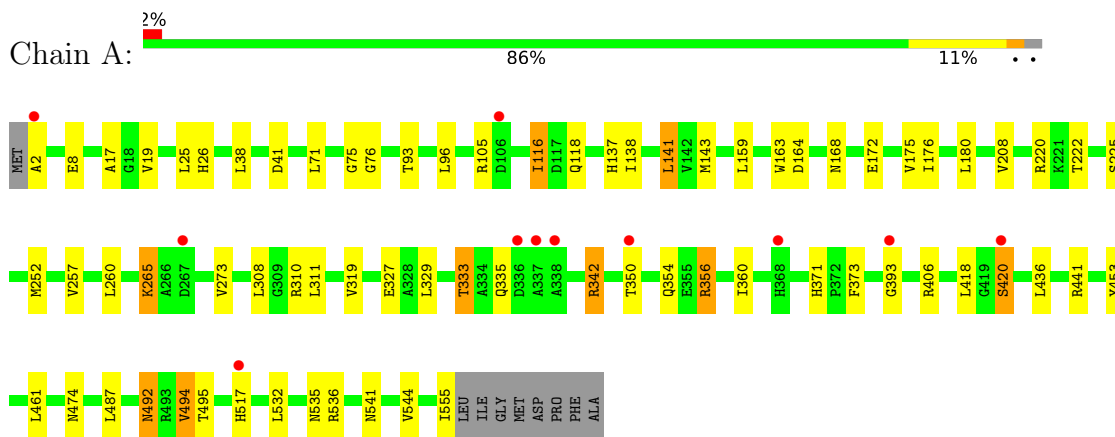 2%
Chain A:
86% 11% • •
MET A2 E8 A17 G18 V19 L25 H26 L38 D41 L71 G75 G76 T93 L96 R105 D106 I116 D117 Q118 H137 I138 L141 V142 M143 L159 W163 D164 N168 E172 V175 I176 L180 V208 R220 K221 T222 S225
M252 V257 L260 K265 A266 D267 V273 L308 G309 R310 L311 V319 E327 A328 L329 T333 A334 Q335 D336 A337 A338 R342 T350 Q354 E355 R356 I360 H368 H371 P372 F373 G393 R406 L418 G419 S420 L436 R441 Y453
L461 N474 L487 N492 R493 V494 T495 H517 L532 N535 R536 N541 V544 I555 LEU ILE GLY MET ASP PRO PHE ALA